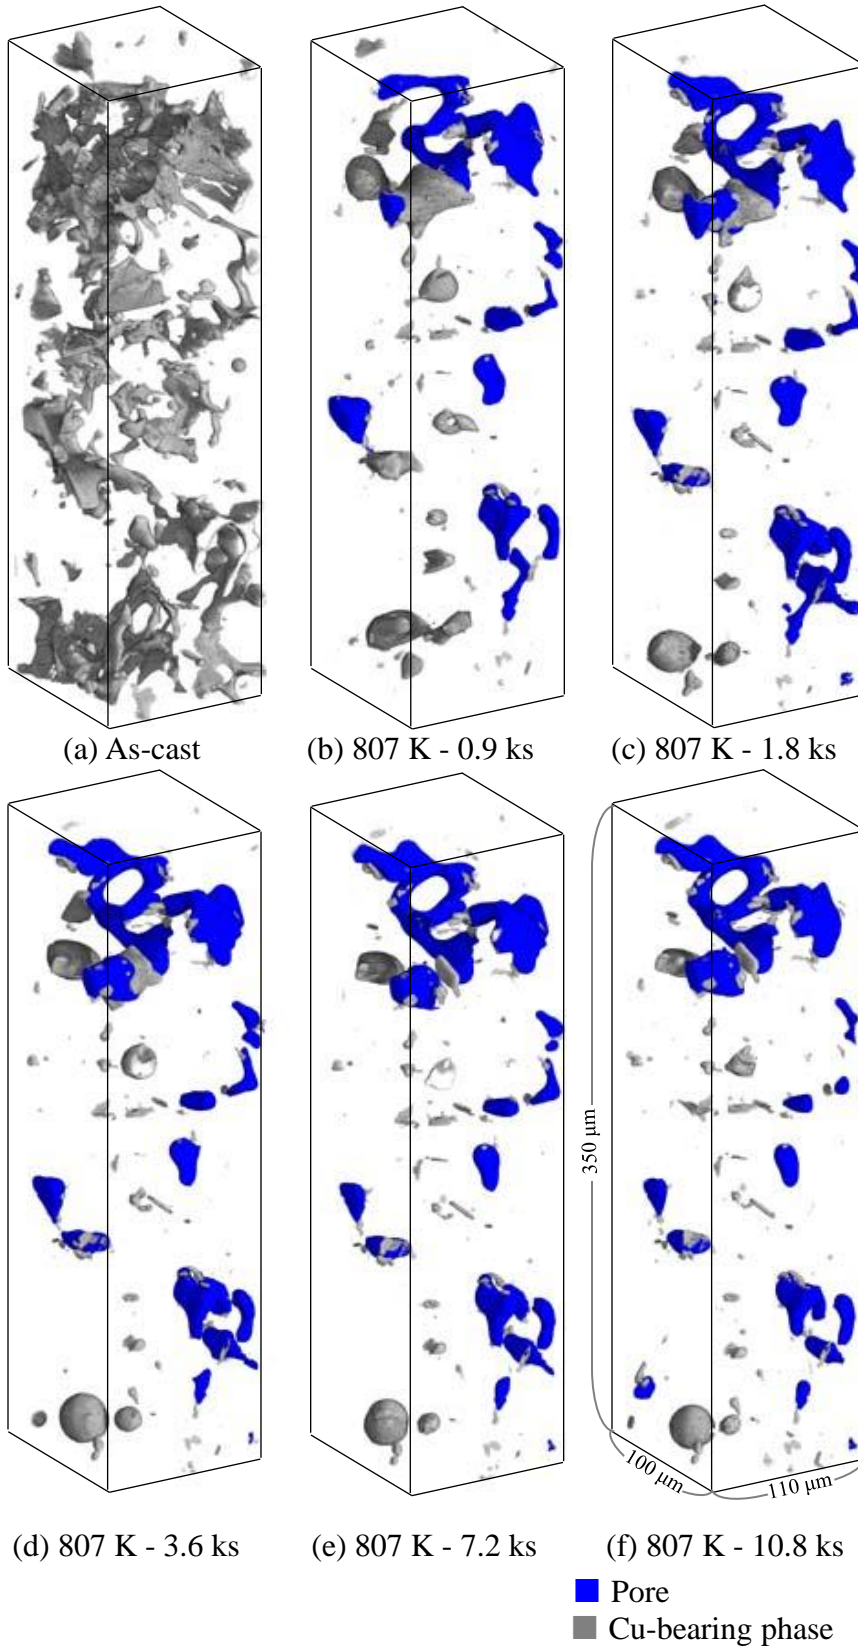 (a) As-cast
(b) 807 K - 0.9 ks
(c) 807 K - 1.8 ks
350 μm
100 μm
110 μm
(d) 807 K - 3.6 ks
(e) 807 K - 7.2 ks
(f) 807 K - 10.8 ks
Pore
Cu-bearing phase